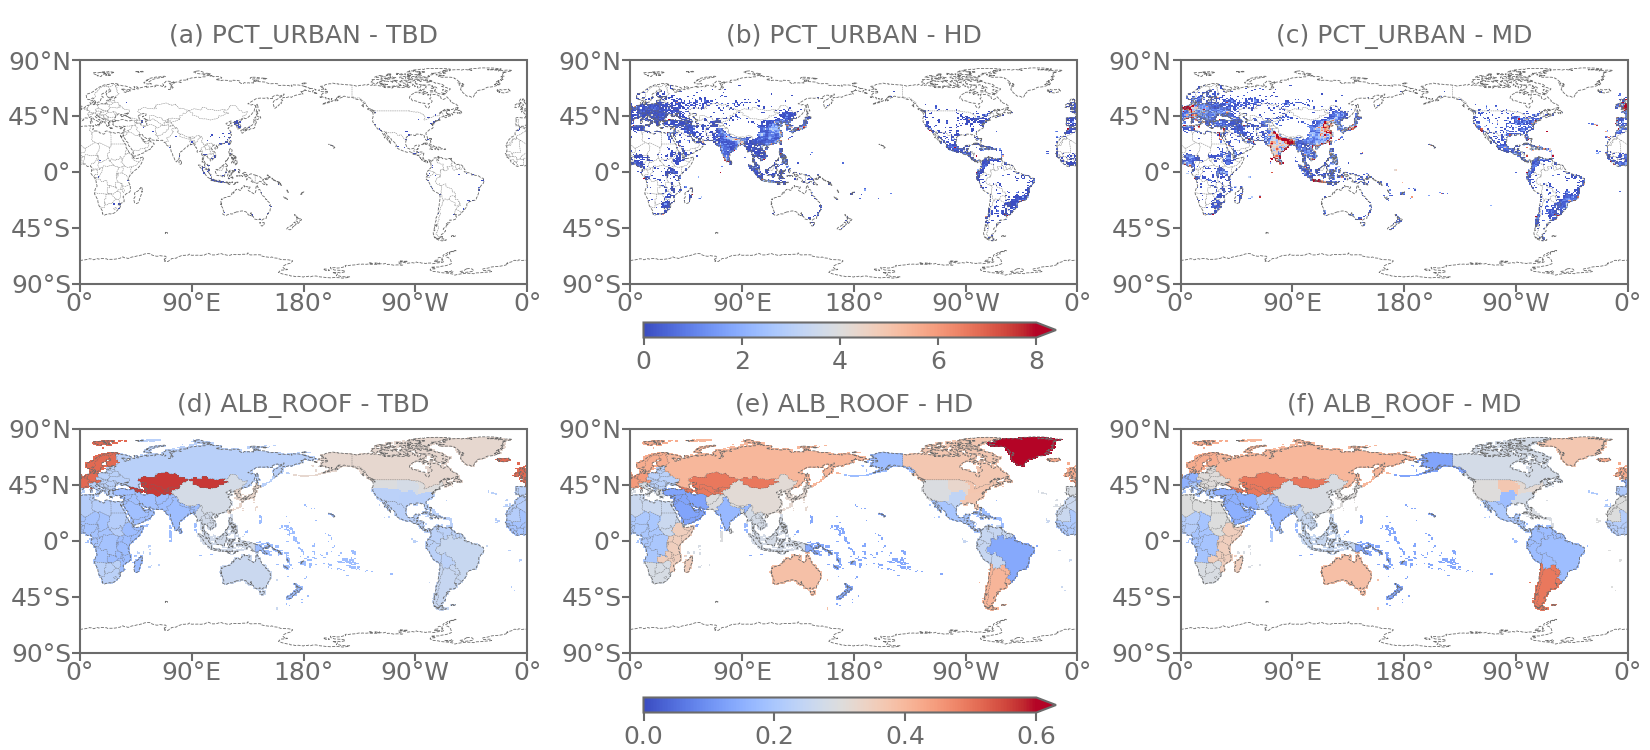 (a) PCT_URBAN - TBD
(b) PCT_URBAN - HD
(c) PCT_URBAN - MD
90°N
45°N
0°
45°S
90°S
0°
90°E
180°
90°W
0°
90°N
45°N
0°
45°S
90°S
0°
90°E
180°
90°W
0°
90°N
45°N
0°
45°S
90°S
0°
90°E
180°
90°W
0°
0
2
4
6
8
(d) ALB_ROOF - TBD
(e) ALB_ROOF - HD
(f) ALB_ROOF - MD
90°N
45°N
0°
45°S
90°S
0°
90°E
180°
90°W
0°
90°N
45°N
0°
45°S
90°S
0°
90°E
180°
90°W
0°
90°N
45°N
0°
45°S
90°S
0°
90°E
180°
90°W
0°
0.0
0.2
0.4
0.6